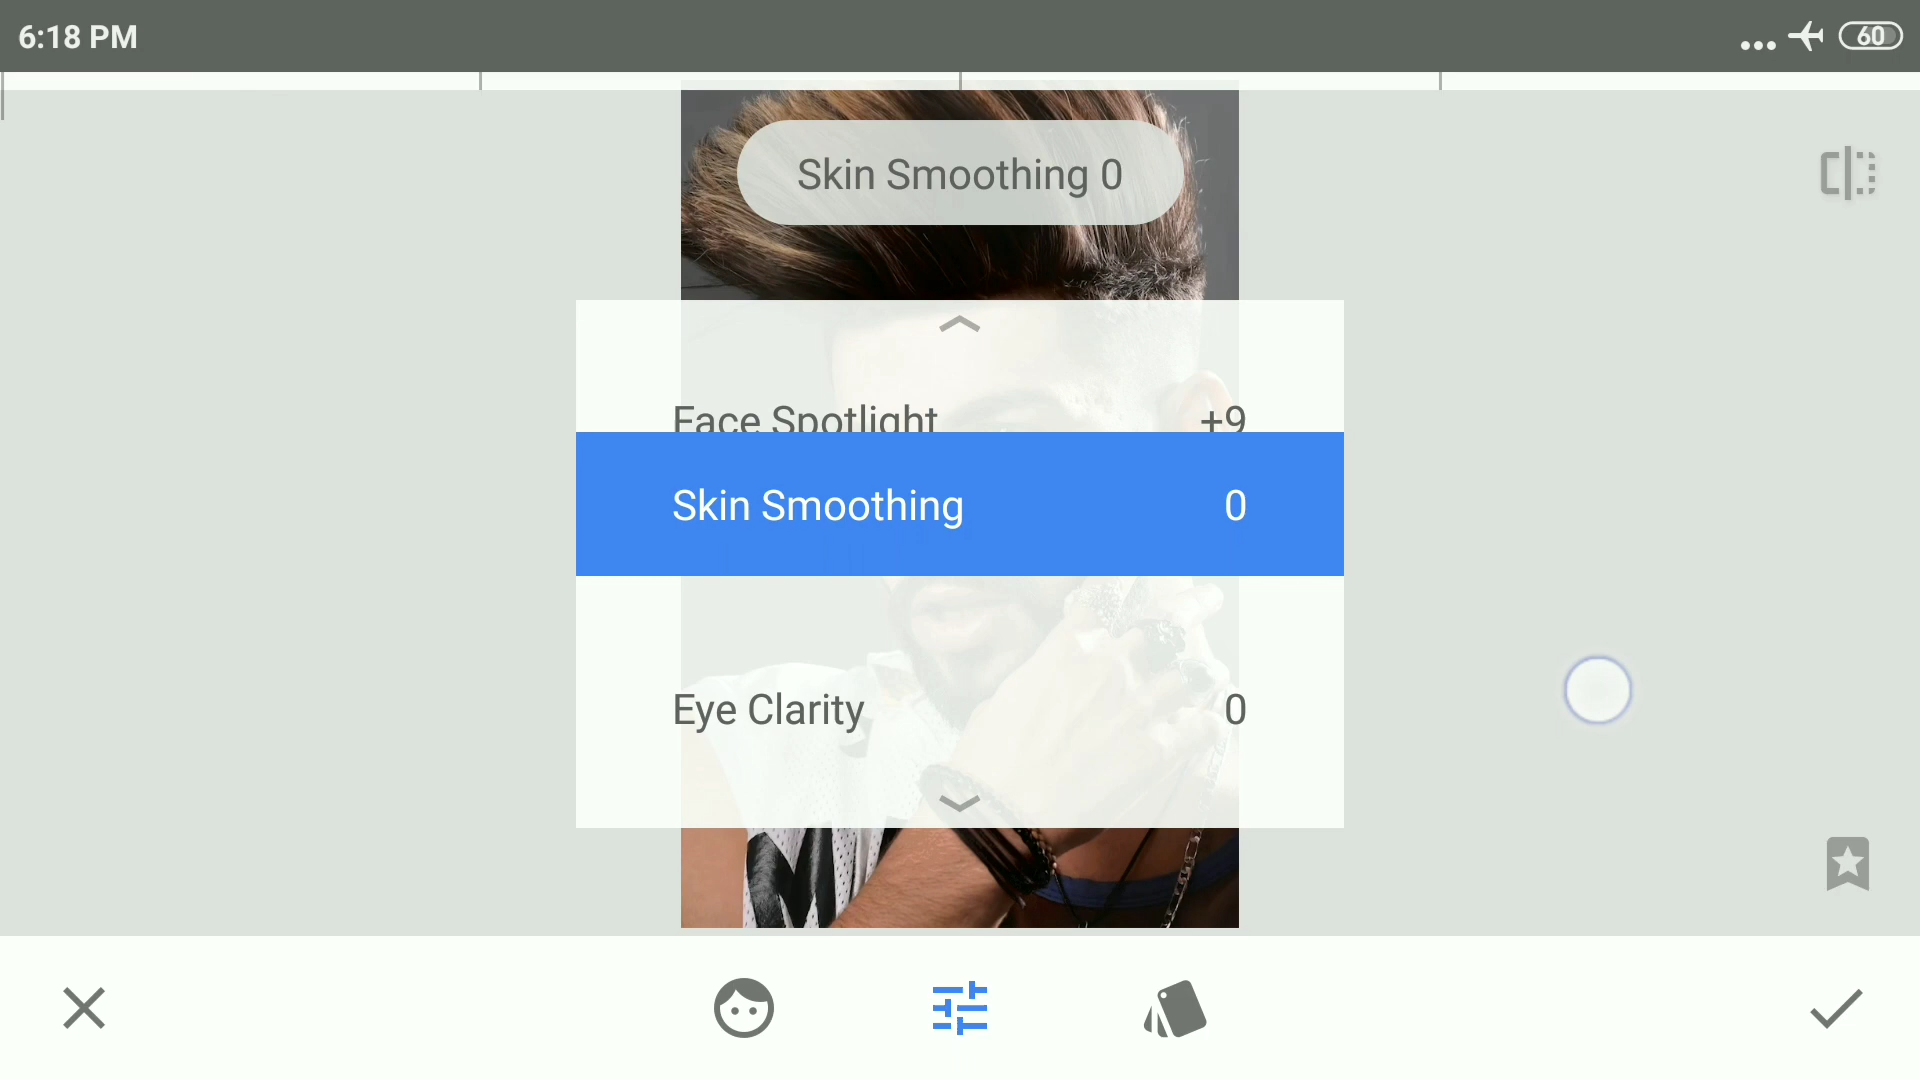 6:18 PM
60
Skin Smoothing 0
Face Spotlight +9
Skin Smoothing 0
Eye Clarity 0